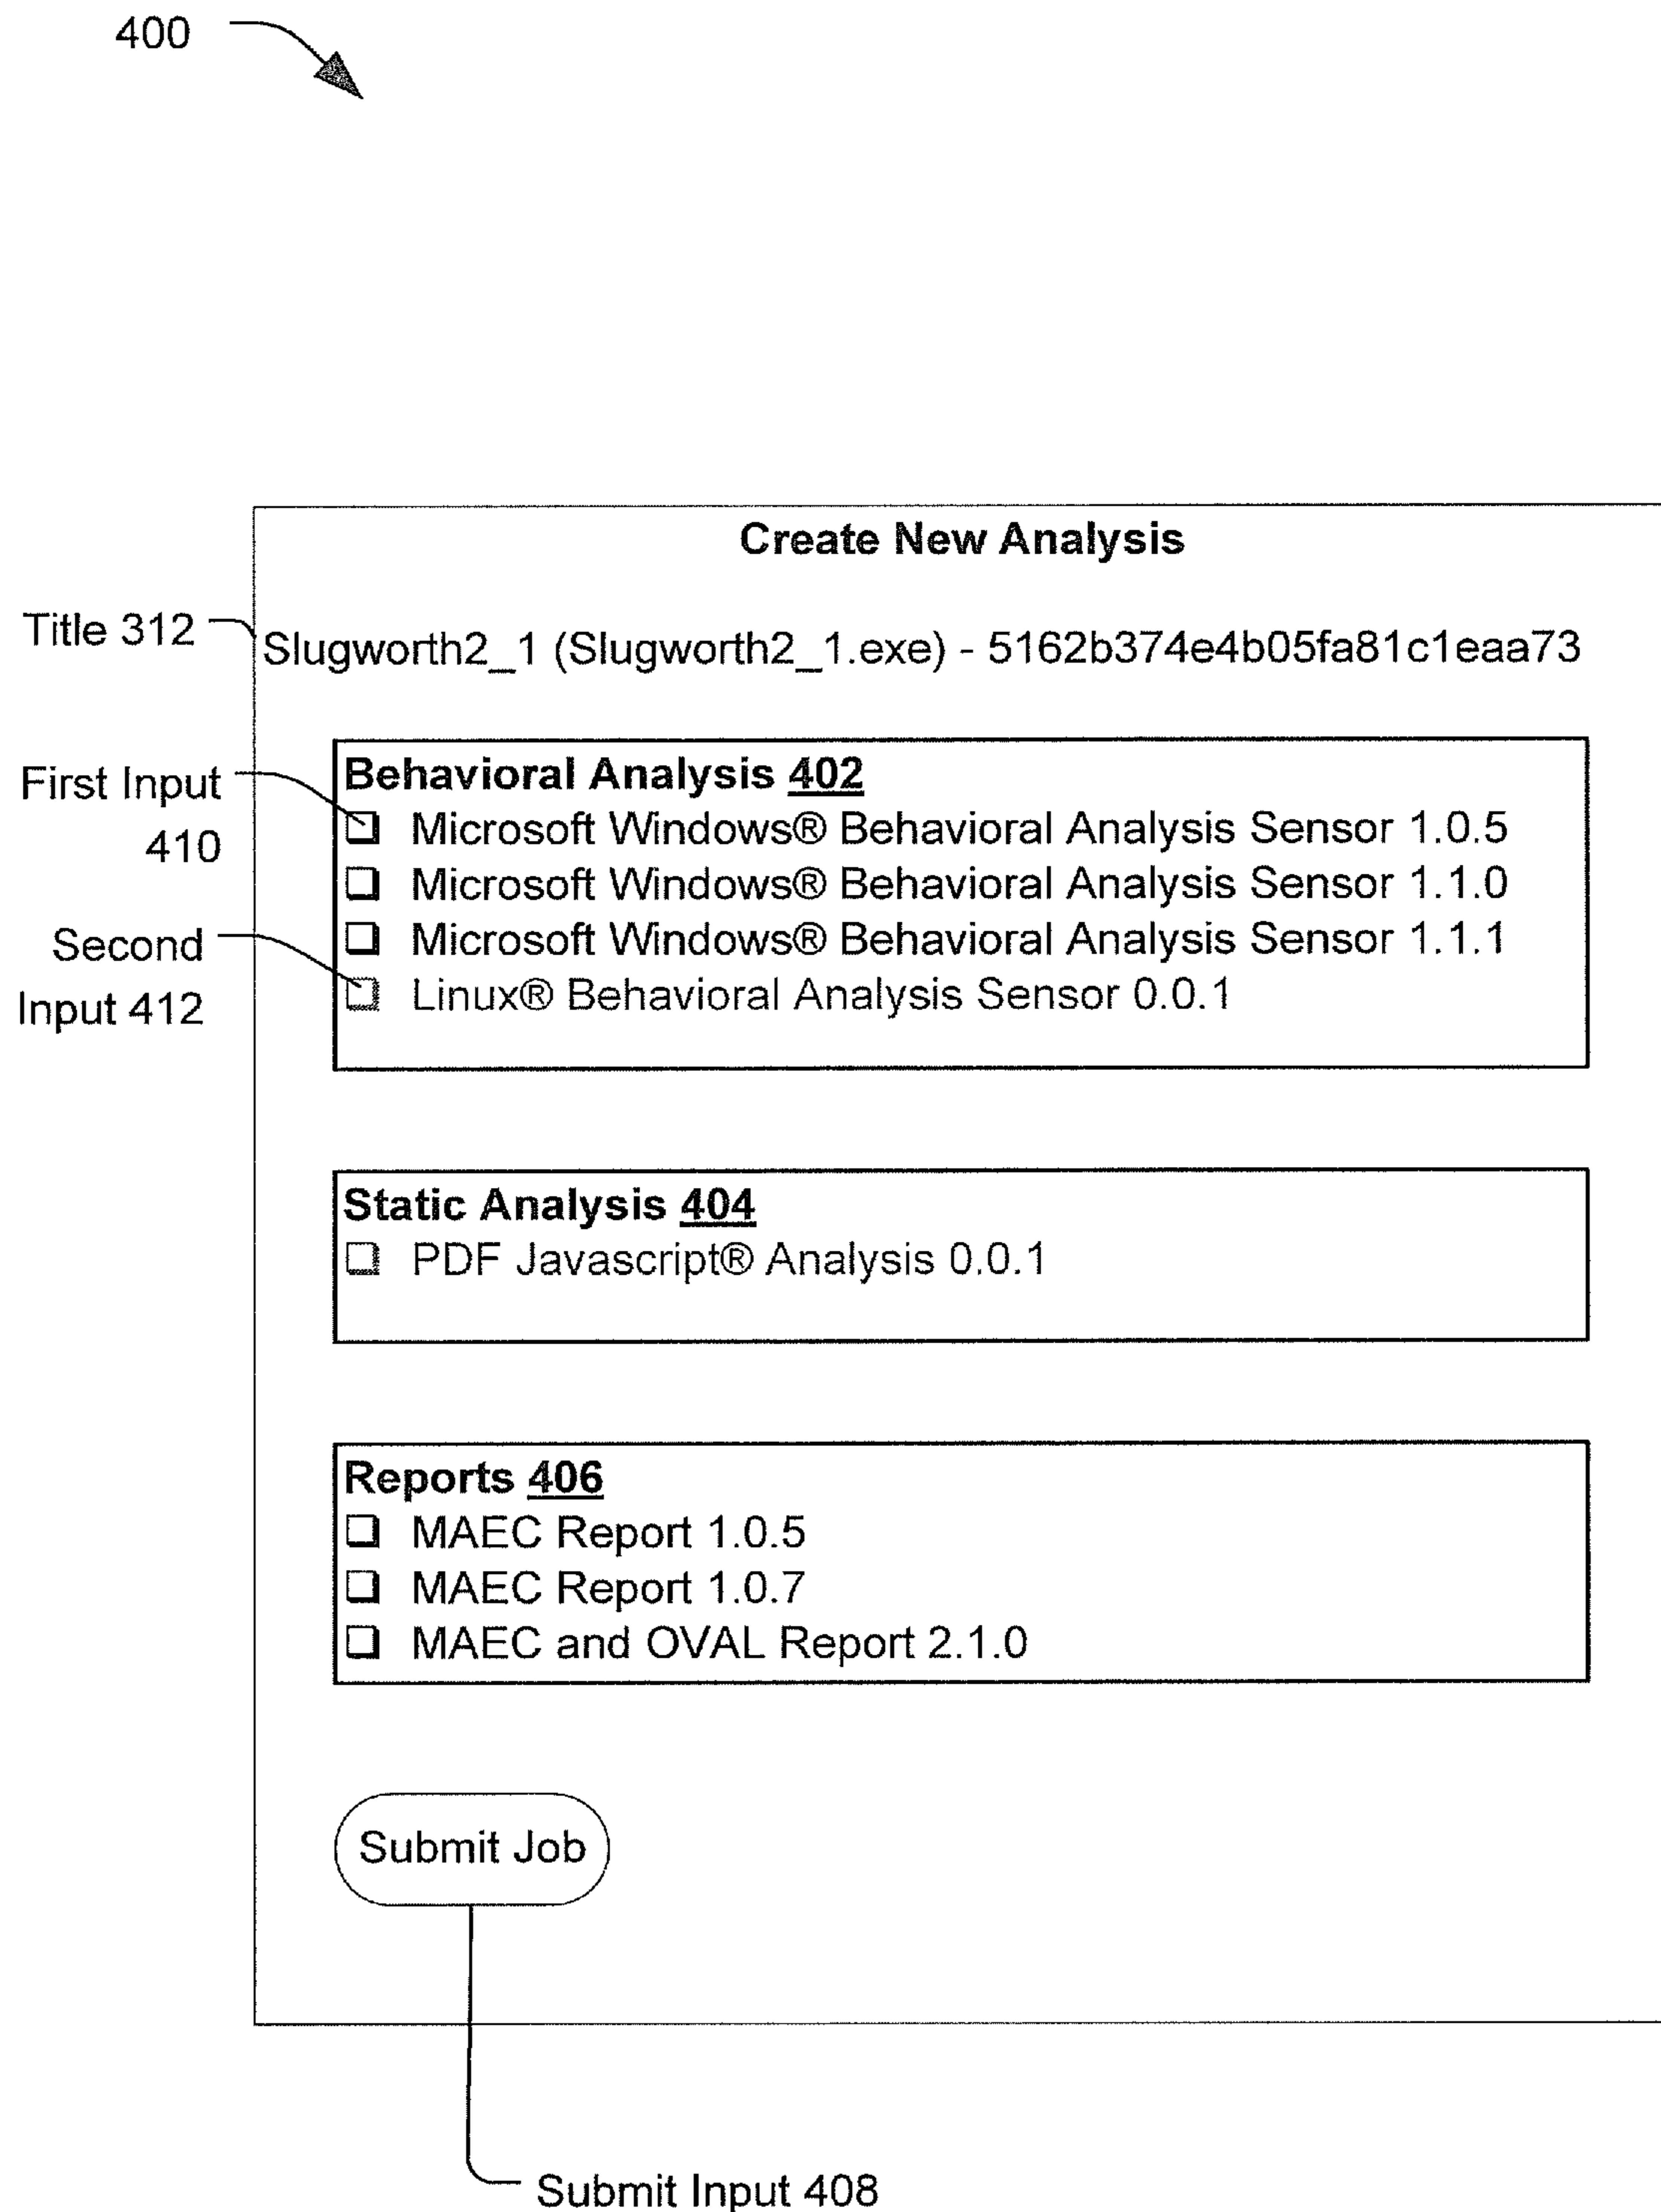 400
Create New Analysis
Title 312
Slugworth2_1 (Slugworth2_1.exe) - 5162b374e4b05fa81c1eaa73
First Input
410
Behavioral Analysis 402
Microsoft Windows® Behavioral Analysis Sensor 1.0.5
Microsoft Windows® Behavioral Analysis Sensor 1.1.0
Microsoft Windows® Behavioral Analysis Sensor 1.1.1
Second
Input 412
Linux® Behavioral Analysis Sensor 0.0.1
Static Analysis 404
PDF Javascript® Analysis 0.0.1
Reports 406
MAEC Report 1.0.5
MAEC Report 1.0.7
MAEC and OVAL Report 2.1.0
Submit Job
Submit Input 408